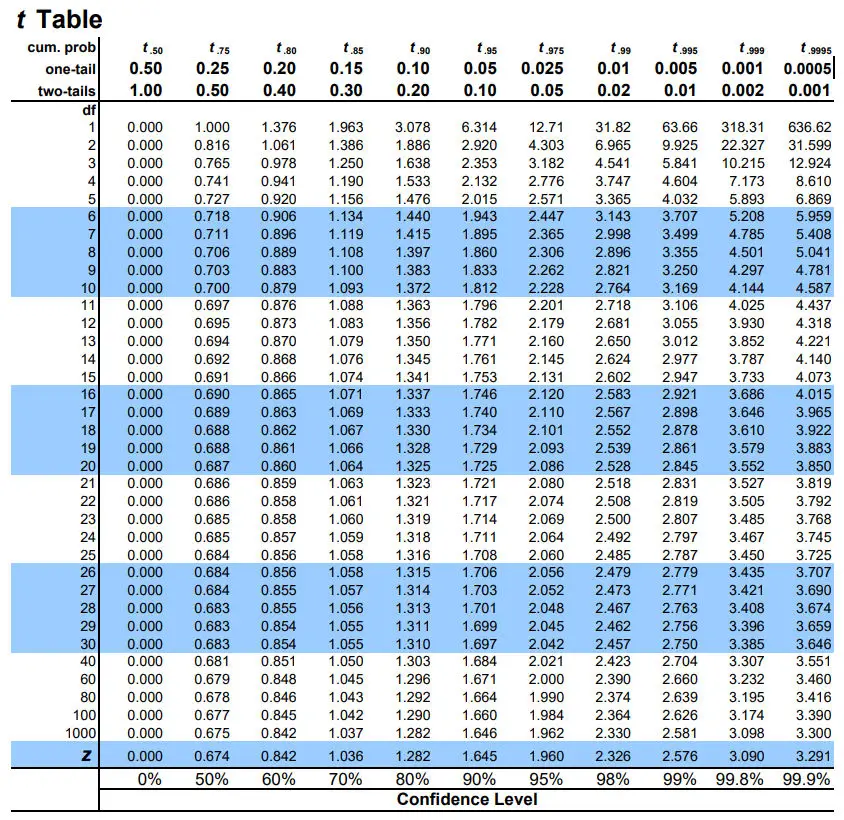 t Table
cum. prob t .50 t .75 t .80 t .85 t .90 t .95 t .975 t .99 t .995 t .999 t .9995
one-tail 0.50 0.25 0.20 0.15 0.10 0.05 0.025 0.01 0.005 0.001 0.0005
two-tails 1.00 0.50 0.40 0.30 0.20 0.10 0.05 0.02 0.01 0.002 0.001
df
1 0.000 1.000 1.376 1.963 3.078 6.314 12.71 31.82 63.66 318.31 636.62
2 0.000 0.816 1.061 1.386 1.886 2.920 4.303 6.965 9.925 22.327 31.599
3 0.000 0.765 0.978 1.250 1.638 2.353 3.182 4.541 5.841 10.215 12.924
4 0.000 0.741 0.941 1.190 1.533 2.132 2.776 3.747 4.604 7.173 8.610
5 0.000 0.727 0.920 1.156 1.476 2.015 2.571 3.365 4.032 5.893 6.869
6 0.000 0.718 0.906 1.134 1.440 1.943 2.447 3.143 3.707 5.208 5.959
7 0.000 0.711 0.896 1.119 1.415 1.895 2.365 2.998 3.499 4.785 5.408
8 0.000 0.706 0.889 1.108 1.397 1.860 2.306 2.896 3.355 4.501 5.041
9 0.000 0.703 0.883 1.100 1.383 1.833 2.262 2.821 3.250 4.297 4.781
10 0.000 0.700 0.879 1.093 1.372 1.812 2.228 2.764 3.169 4.144 4.587
11 0.000 0.697 0.876 1.088 1.363 1.796 2.201 2.718 3.106 4.025 4.437
12 0.000 0.695 0.873 1.083 1.356 1.782 2.179 2.681 3.055 3.930 4.318
13 0.000 0.694 0.870 1.079 1.350 1.771 2.160 2.650 3.012 3.852 4.221
14 0.000 0.692 0.868 1.076 1.345 1.761 2.145 2.624 2.977 3.787 4.140
15 0.000 0.691 0.866 1.074 1.341 1.753 2.131 2.602 2.947 3.733 4.073
16 0.000 0.690 0.865 1.071 1.337 1.746 2.120 2.583 2.921 3.686 4.015
17 0.000 0.689 0.863 1.069 1.333 1.740 2.110 2.567 2.898 3.646 3.965
18 0.000 0.688 0.862 1.067 1.330 1.734 2.101 2.552 2.878 3.610 3.922
19 0.000 0.688 0.861 1.066 1.328 1.729 2.093 2.539 2.861 3.579 3.883
20 0.000 0.687 0.860 1.064 1.325 1.725 2.086 2.528 2.845 3.552 3.850
21 0.000 0.686 0.859 1.063 1.323 1.721 2.080 2.518 2.831 3.527 3.819
22 0.000 0.686 0.858 1.061 1.321 1.717 2.074 2.508 2.819 3.505 3.792
23 0.000 0.685 0.858 1.060 1.319 1.714 2.069 2.500 2.807 3.485 3.768
24 0.000 0.685 0.857 1.059 1.318 1.711 2.064 2.492 2.797 3.467 3.745
25 0.000 0.684 0.856 1.058 1.316 1.708 2.060 2.485 2.787 3.450 3.725
26 0.000 0.684 0.856 1.058 1.315 1.706 2.056 2.479 2.779 3.435 3.707
27 0.000 0.684 0.855 1.057 1.314 1.703 2.052 2.473 2.771 3.421 3.690
28 0.000 0.683 0.855 1.056 1.313 1.701 2.048 2.467 2.763 3.408 3.674
29 0.000 0.683 0.854 1.055 1.311 1.699 2.045 2.462 2.756 3.396 3.659
30 0.000 0.683 0.854 1.055 1.310 1.697 2.042 2.457 2.750 3.385 3.646
40 0.000 0.681 0.851 1.050 1.303 1.684 2.021 2.423 2.704 3.307 3.551
60 0.000 0.679 0.848 1.045 1.296 1.671 2.000 2.390 2.660 3.232 3.460
80 0.000 0.678 0.846 1.043 1.292 1.664 1.990 2.374 2.639 3.195 3.416
100 0.000 0.677 0.845 1.042 1.290 1.660 1.984 2.364 2.626 3.174 3.390
1000 0.000 0.675 0.842 1.037 1.282 1.646 1.962 2.330 2.581 3.098 3.300
z 0.000 0.674 0.842 1.036 1.282 1.645 1.960 2.326 2.576 3.090 3.291
0% 50% 60% 70% 80% 90% 95% 98% 99% 99.8% 99.9%
Confidence Level